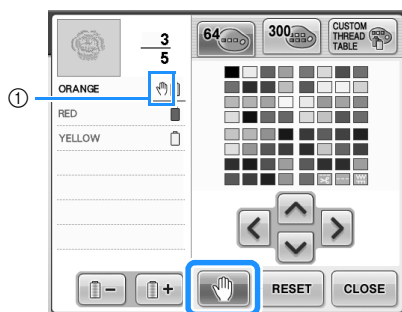 3
5
64
300
CUSTOM
THREAD
TABLE
①
ORANGE
RED
YELLOW
RESET
CLOSE